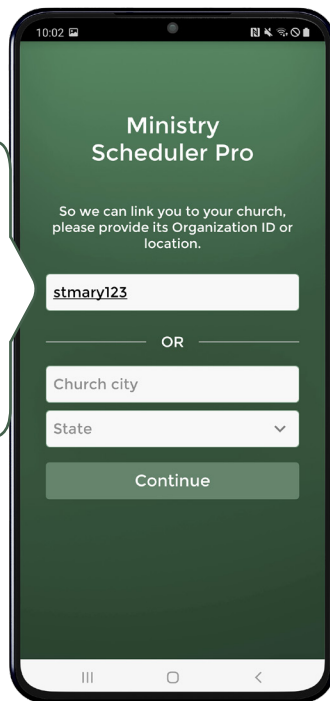 10:02
Ministry
Scheduler Pro
So we can link you to your church,
please provide its Organization ID or
location.
stmary123
OR
Church city
State
Continue